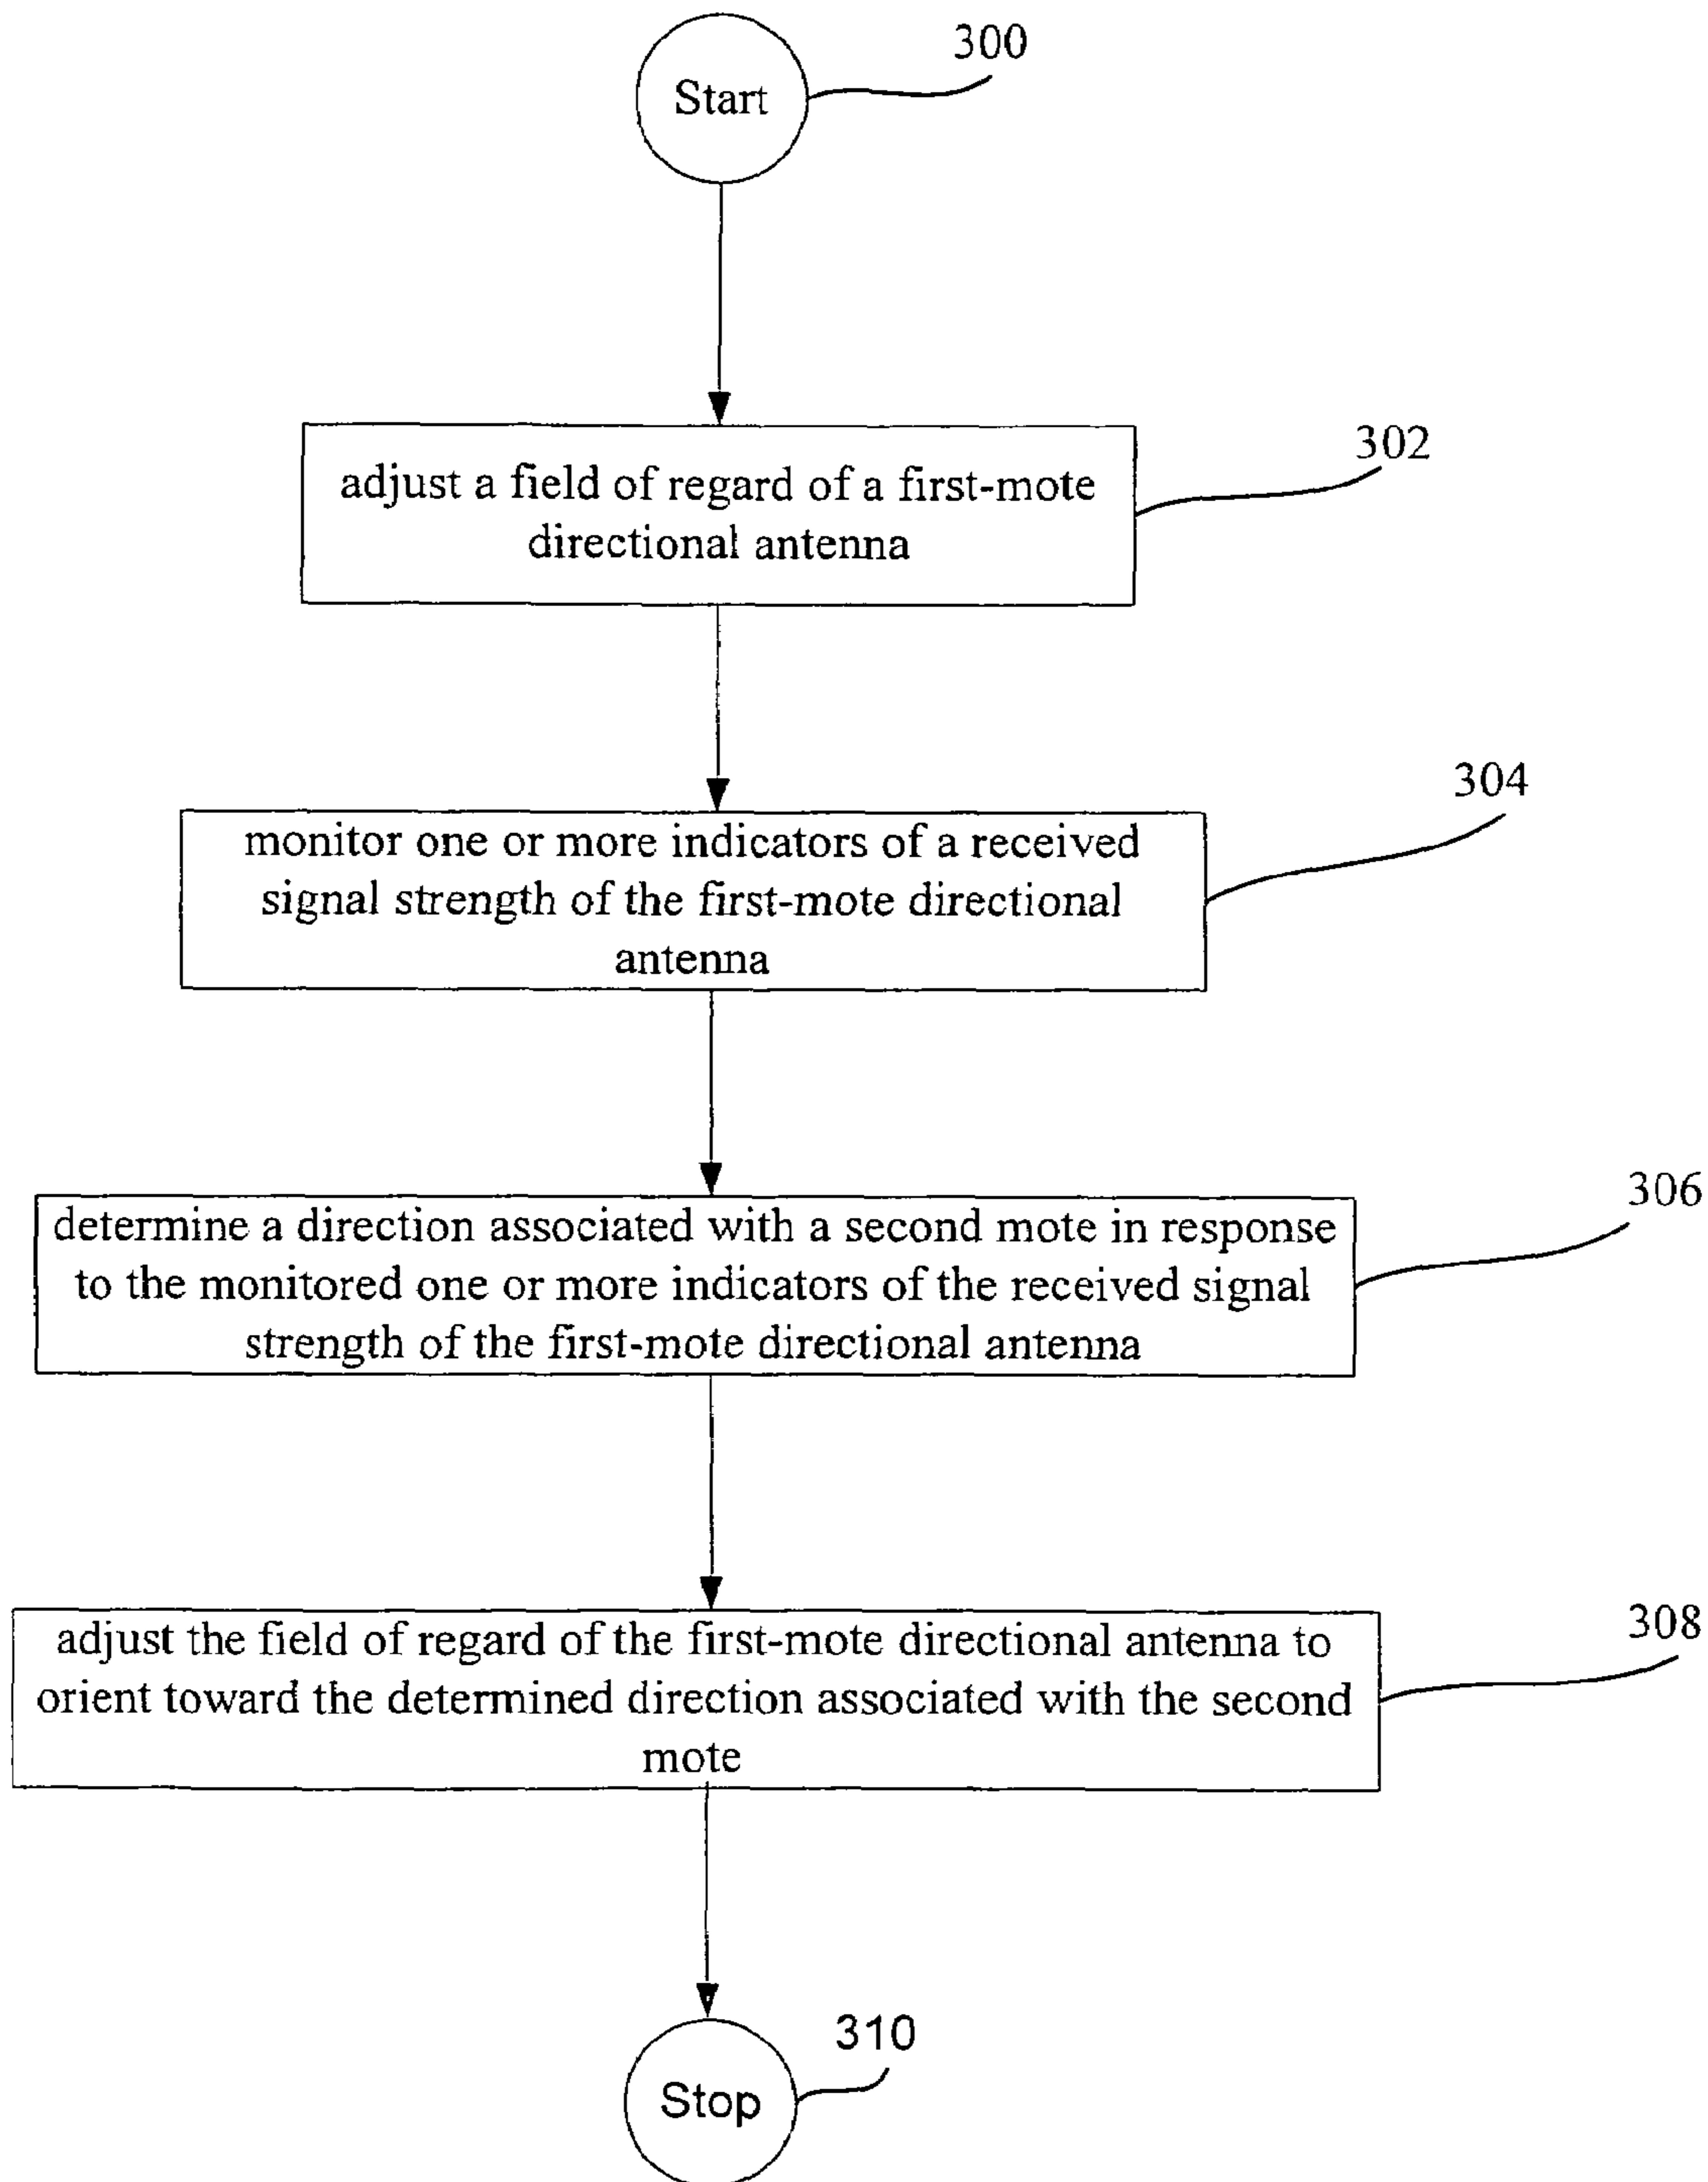 300
Start
302
adjust a field of regard of a first-mote
directional antenna
304
monitor one or more indicators of a received
signal strength of the first-mote directional
antenna
306
determine a direction associated with a second mote in response
to the monitored one or more indicators of the received signal
strength of the first-mote directional antenna
308
adjust the field of regard of the first-mote directional antenna to
orient toward the determined direction associated with the second
mote
310
Stop